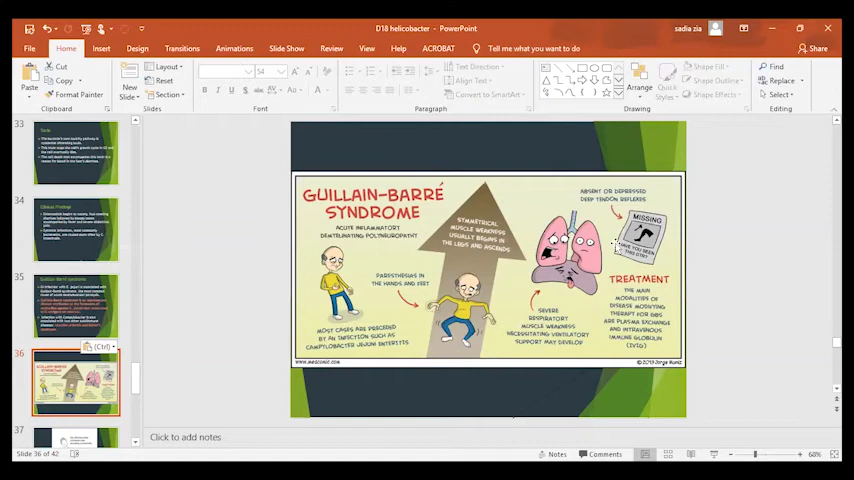 D18 helicobacter - PowerPoint
sadia zia
File Home Insert Design Transitions Animations Slide Show Review View Help ACROBAT Tell me what you want to do Share
Cut
Copy
Format Painter
Paste
Clipboard
New
Slide
Layout
Reset
Section
Slides
54
Font
Text Direction
Align Text
Convert to SmartArt
Paragraph
Arrange
Quick
Styles
Shape Fill
Shape Outline
Shape Effects
Drawing
Find
Replace
Select
Editing
33
34
Clinical Findings
35
Guillain-Barre syndrome
36
(Ctrl)
37
GUILLAIN-BARRÉ
SYNDROME
ACUTE INFLAMMATORY
DEMYELINATING POLYNEUROPATHY
MOST CASES ARE PRECEDED
BY AN INFECTION SUCH AS
CAMPYLOBACTER JEJUNI ENTERITIS
PARESTHESIAS IN
THE HANDS AND FEET
SYMMETRICAL
MUSCLE WEAKNESS
USUALLY BEGINS IN
THE LEGS AND ASCENDS
ABSENT OR DEPRESSED
DEEP TENDON REFLEXES
MISSING
HAVE YOU SEEN
THIS DTR?
SEVERE
RESPIRATORY
MUSCLE WEAKNESS
NECESSITATING VENTILATORY
SUPPORT MAY DEVELOP
TREATMENT
THE MAIN
MODALITIES OF
DISEASE MODIFYING
THERAPY FOR GBS
ARE PLASMA EXCHANGE
AND INTRAVENOUS
IMMUNE GLOBULIN
(IVIG)
www.medcomic.com
© 2013 Jorge Muniz
Click to add notes
Slide 36 of 42
Notes
Comments
68%